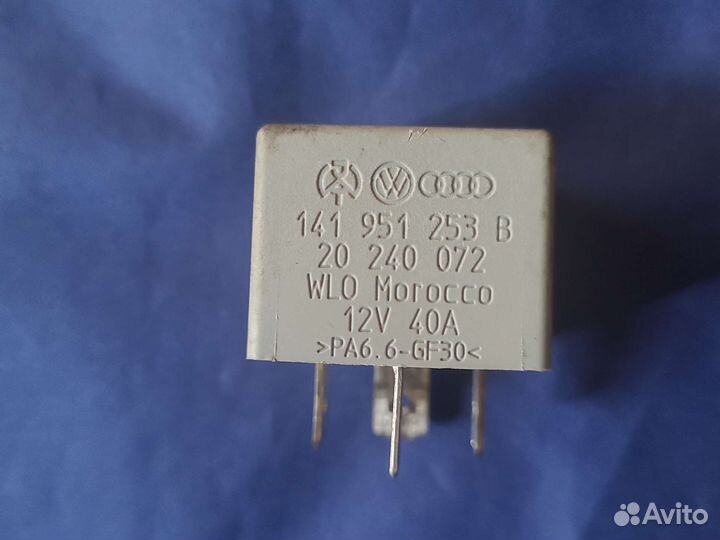 141 951 253 B
20 240 072
WLO Morocco
12V 40A
>PA6.6-GF30<
Avito